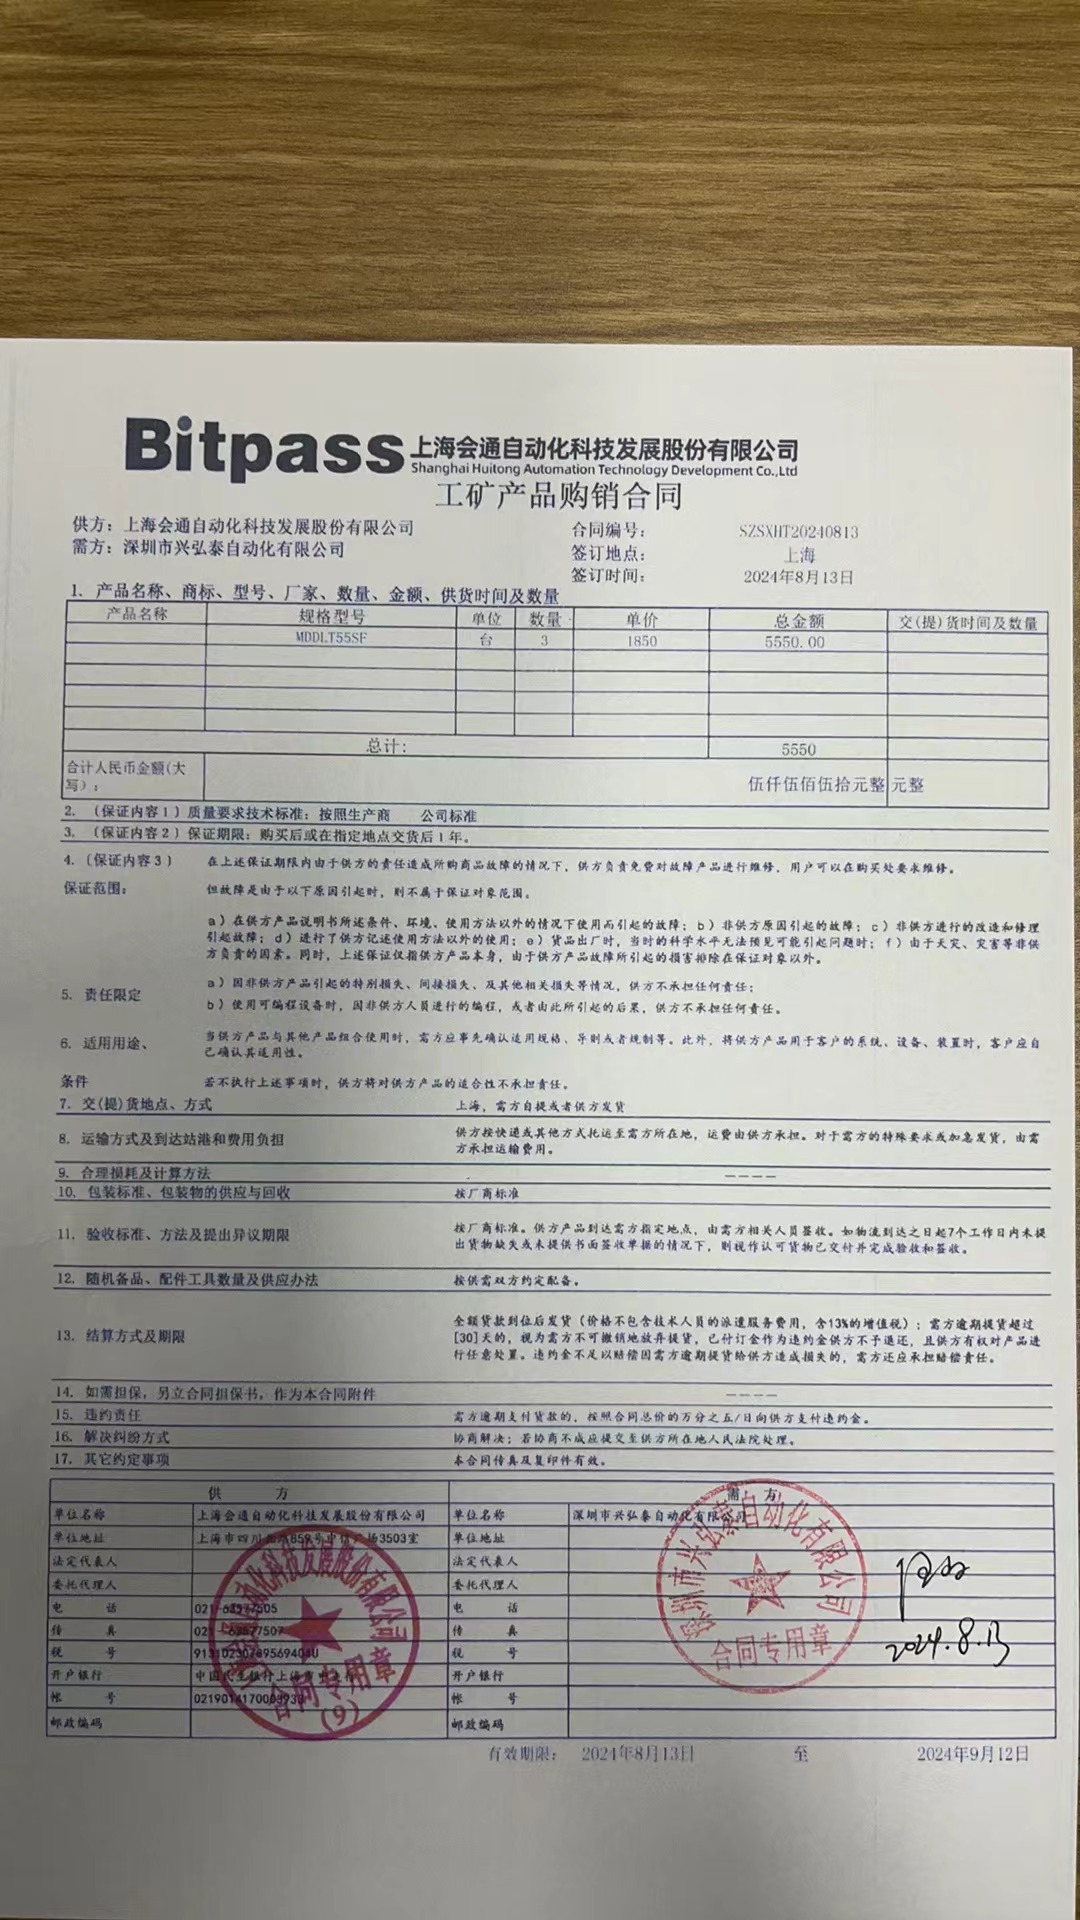 Bitpass 上海会通自动化科技发展股份有限公司
Shanghai Huitong Automation Technology Development Co.,Ltd
工矿产品购销合同
供方：上海会通自动化科技发展股份有限公司 合同编号： SZSXHT20240813
需方：深圳市兴弘泰自动化有限公司 签订地点： 上海
签订时间： 2024年8月13日
1. 产品名称、商标、型号、厂家、数量、金额、供货时间及数量
产品名称 规格型号 单位 数量 单价 总金额 交(提)货时间及数量
MDDLT55SF 台 3 1850 5550.00
总计： 5550
合计人民币金额(大
写)： 伍仟伍佰伍拾元整 元整
2. (保证内容1)质量要求技术标准：按照生产商 公司标准
3. (保证内容2)保证期限：购买后或在指定地点交货后1年。
4. (保证内容3) 在上述保证期限内由于供方的责任造成所购商品故障的情况下，供方负责免费对故障产品进行维修，用户可以在购买处要求维修。
保证范围： 但故障是由于以下原因引起时，则不属于保证对象范围。
a)在供方产品说明书所述条件、环境、使用方法以外的情况下使用而引起的故障；b)非供方原因引起的故障；c)非供方进行的改造和修理
引起故障；d)进行了供方记述使用方法以外的使用；e)货品出厂时，当时的科学水平无法预见可能引起问题时；f)由于天灾、灾害等非供
方负责的因素。同时，上述保证仅指供方产品本身，由于供方产品故障所引起的损害排除在保证对象以外。
5. 责任限定 a)因非供方产品引起的特别损失、间接损失、及其他相关损失等情况，供方不承担任何责任；
b)使用可编程设备时，因非供方人员进行的编程，或者由此所引起的后果，供方不承担任何责任。
6. 适用用途、 当供方产品与其他产品组合使用时，需方应事先确认适用规格、导则或者规制等。此外，将供方产品用于客户的系统、设备、装置时，客户应自
己确认其适用性。
条件 若不执行上述事项时，供方将对供方产品的适合性不承担责任。
7. 交(提)货地点、方式 上海，需方自提或者供方发货
8. 运输方式及到达站港和费用负担 供方按快递或其他方式托运至需方所在地，运费由供方承担。对于需方的特殊要求或加急发货，由需
方承担运输费用。
9. 合理损耗及计算方法 ————
10. 包装标准、包装物的供应与回收 按厂商标准
11. 验收标准、方法及提出异议期限 按厂商标准。供方产品到达需方指定地点，由需方相关人员签收。如物流到达之日起7个工作日内未提
出货物缺失或未提供书面签收单据的情况下，则视作认可货物已交付并完成验收和签收。
12. 随机备品、配件工具数量及供应办法 按供需双方约定配备。
13. 结算方式及期限 全额货款到位后发货(价格不包含技术人员的派遣服务费用，含13%的增值税)；需方逾期提货超过
[30]天的，视为需方不可撤销地放弃提货，已付订金作为违约金供方不予退还，且供方有权对产品进
行任意处置。违约金不足以赔偿因需方逾期提货给供方造成损失的，需方还应承担赔偿责任。
14. 如需担保，另立合同担保书，作为本合同附件 ————
15. 违约责任 需方逾期支付货款的，按照合同总价的万分之五/日向供方支付违约金。
16. 解决纠纷方式 协商解决；若协商不成应提交至供方所在地人民法院处理。
17. 其它约定事项 本合同传真及复印件有效。
供 方 需 方
单位名称 上海会通自动化科技发展股份有限公司 单位名称 深圳市兴弘泰自动化有限公司
单位地址 上海市四川北路859号中信广场3503室 单位地址
法定代表人 法定代表人
委托代理人 委托代理人
电 话 021-63577505 电 话
传 真 021-63577507 传 真
税 号 税 号
开户银行 中国民生银行上海 开户银行
帐 号 帐 号
邮政编码 邮政编码
深圳市兴弘泰自动化有限公司
合同专用章
合同专用章
(9)
2024.8.13
有效期限： 2024年8月13日 至 2024年9月12日